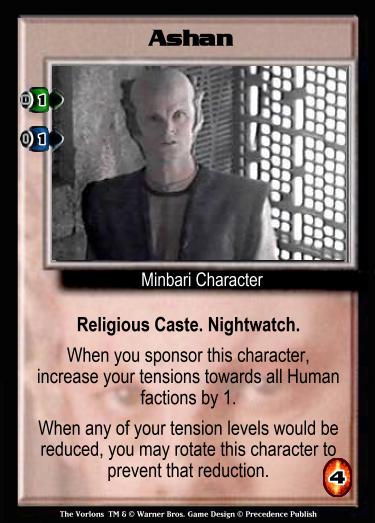 Ashan
D 1
D 1
Minbari Character
Religious Caste. Nightwatch.
When you sponsor this character,
increase your tensions towards all Human
factions by 1.
When any of your tension levels would be
reduced, you may rotate this character to
prevent that reduction.
4
The Vorlons TM & © Warner Bros. Game Design © Precedence Publish